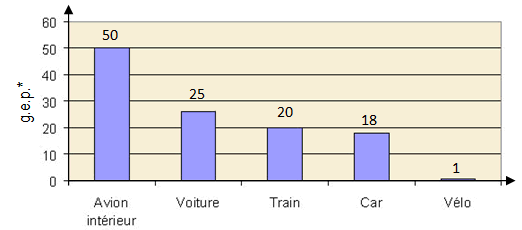 60
50
40
30
20
10
0
g.e.p.*
50
25
20
18
1
Avion intérieur
Voiture
Train
Car
Vélo